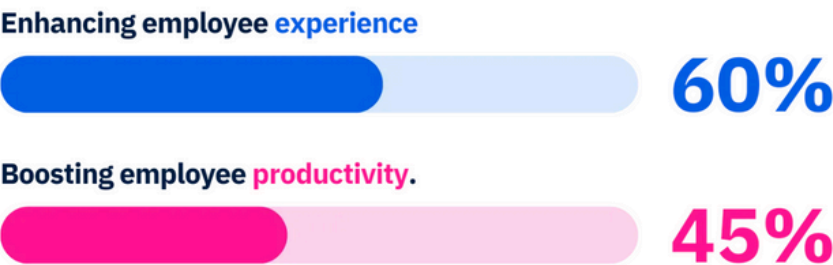 Enhancing employee experience
60%
Boosting employee productivity.
45%